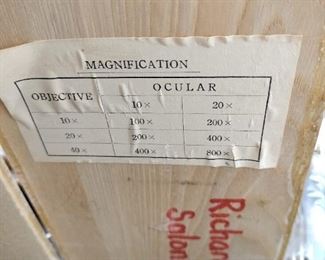 MAGNIFICATION
OBJECTIVE OCULAR
10× 20×
10× 100× 200×
20× 200× 400×
40× 400× 800×
Richar
Salon